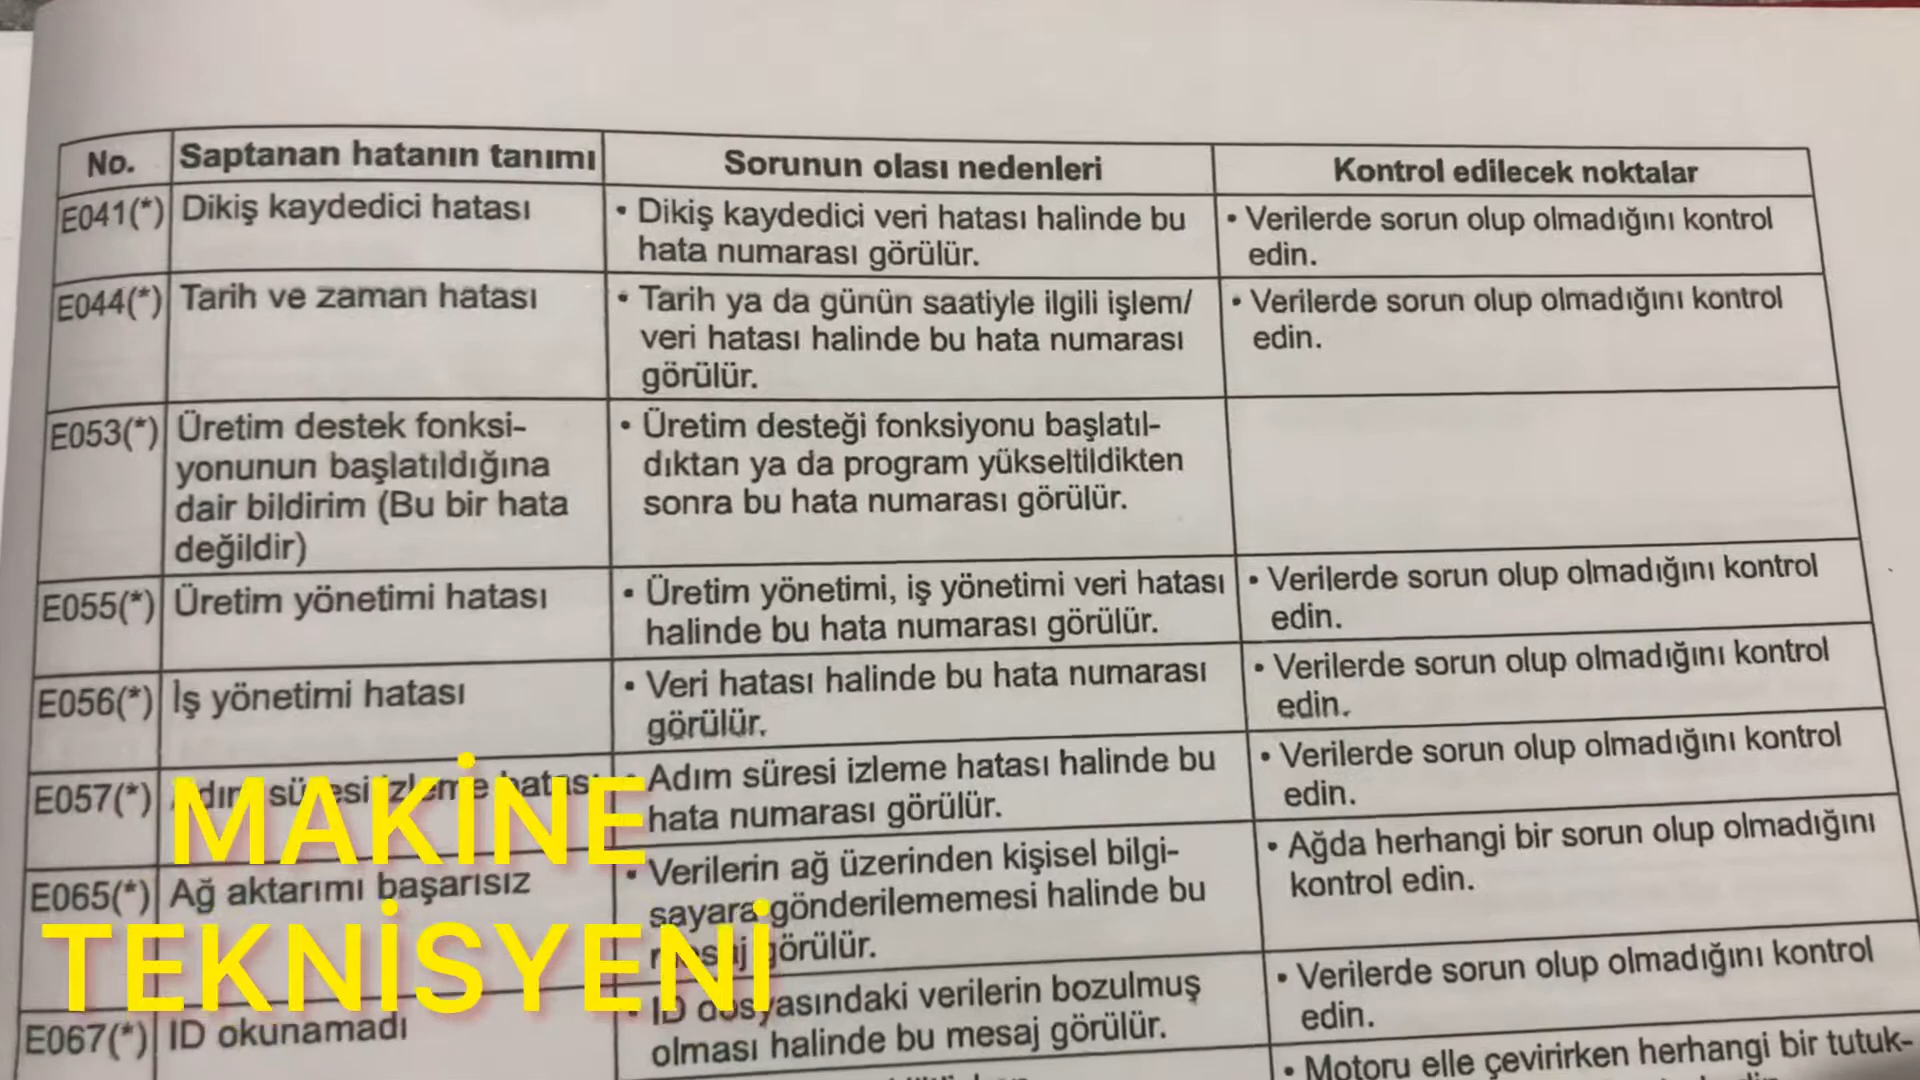 No.
Saptanan hatanın tanımı
Sorunun olası nedenleri
Kontrol edilecek noktalar
E041(*)
Dikiş kaydedici hatası
• Dikiş kaydedici veri hatası halinde bu
hata numarası görülür.
• Verilerde sorun olup olmadığını kontrol
edin.
E044(*)
Tarih ve zaman hatası
• Tarih ya da günün saatiyle ilgili işlem/
veri hatası halinde bu hata numarası
görülür.
• Verilerde sorun olup olmadığını kontrol
edin.
E053(*)
Üretim destek fonksi-
yonunun başlatıldığına
dair bildirim (Bu bir hata
değildir)
• Üretim desteği fonksiyonu başlatıl-
dıktan ya da program yükseltildikten
sonra bu hata numarası görülür.
E055(*)
Üretim yönetimi hatası
• Üretim yönetimi, iş yönetimi veri hatası
halinde bu hata numarası görülür.
• Verilerde sorun olup olmadığını kontrol
edin.
E056(*)
İş yönetimi hatası
• Veri hatası halinde bu hata numarası
görülür.
• Verilerde sorun olup olmadığını kontrol
edin.
E057(*)
Adım süresi izleme hatası
• Adım süresi izleme hatası halinde bu
hata numarası görülür.
• Verilerde sorun olup olmadığını kontrol
edin.
E065(*)
Ağ aktarımı başarısız
• Verilerin ağ üzerinden kişisel bilgi-
sayara gönderilememesi halinde bu
mesaj görülür.
• Ağda herhangi bir sorun olup olmadığını
kontrol edin.
E067(*)
ID okunamadı
• ID dosyasındaki verilerin bozulmuş
olması halinde bu mesaj görülür.
• Verilerde sorun olup olmadığını kontrol
edin.
• Motoru elle çevirirken herhangi bir tutuk-
MAKİNE
TEKNİSYENİ